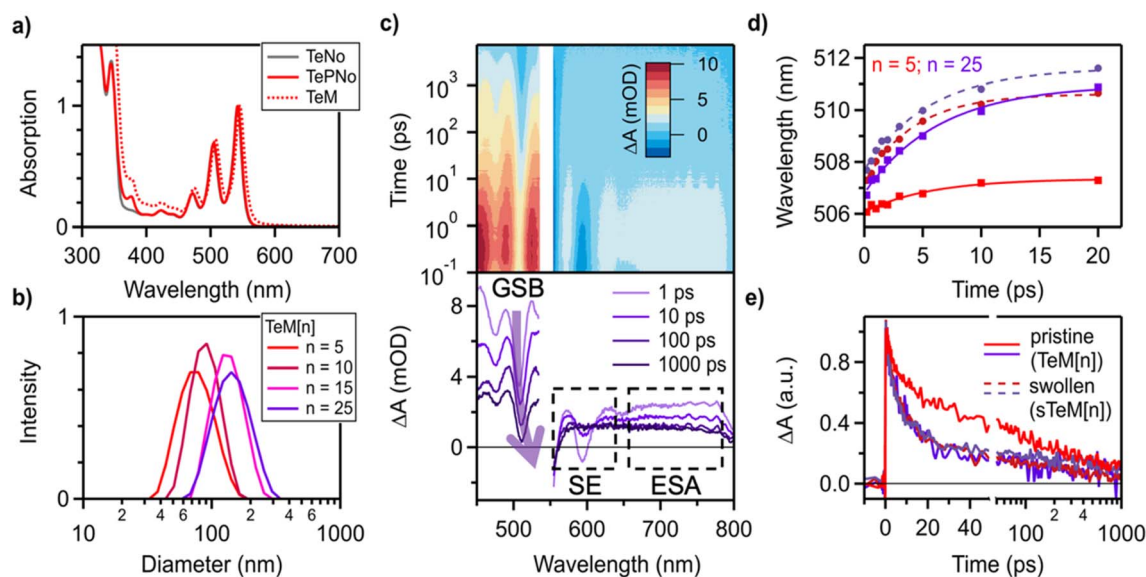 a)
Absorption
1
0
300
400
500
600
700
Wavelength (nm)
TeNo
TePNo
TeM
b)
Intensity
1
0
10
2
4
6
100
2
4
6
1000
Diameter (nm)
TeM[n]
n = 5
n = 10
n = 15
n = 25
c)
Time (ps)
10³
10²
10¹
10⁰
10⁻¹
ΔA (mOD)
10
5
0
ΔA (mOD)
8
4
0
GSB
1 ps
10 ps
100 ps
1000 ps
SE
ESA
500
600
700
800
Wavelength (nm)
d)
n = 5; n = 25
Wavelength (nm)
512
510
508
506
0
5
10
15
20
Time (ps)
e)
ΔA (a.u.)
0.8
0.4
0.0
pristine
(TeM[n])
swollen
(sTeM[n])
0
20
40
100
2
4
1000
Time (ps)